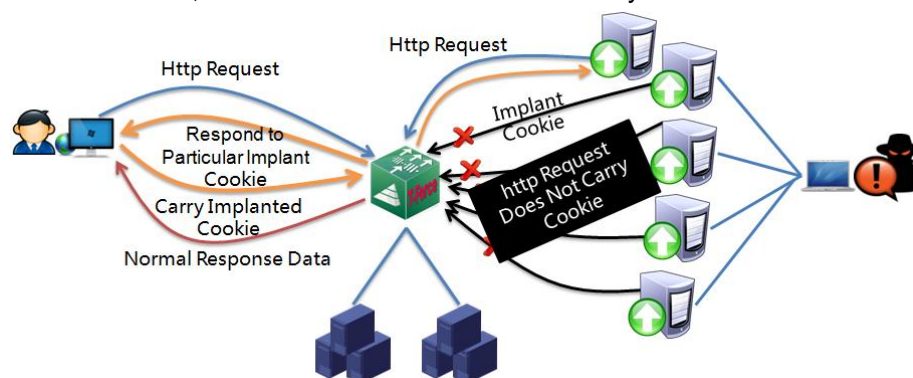 Http Request
Http Request
Implant
Cookie
Respond to
Particular Implant
Cookie
http Request
Does Not Carry
Cookie
Carry Implanted
Cookie
Normal Response Data